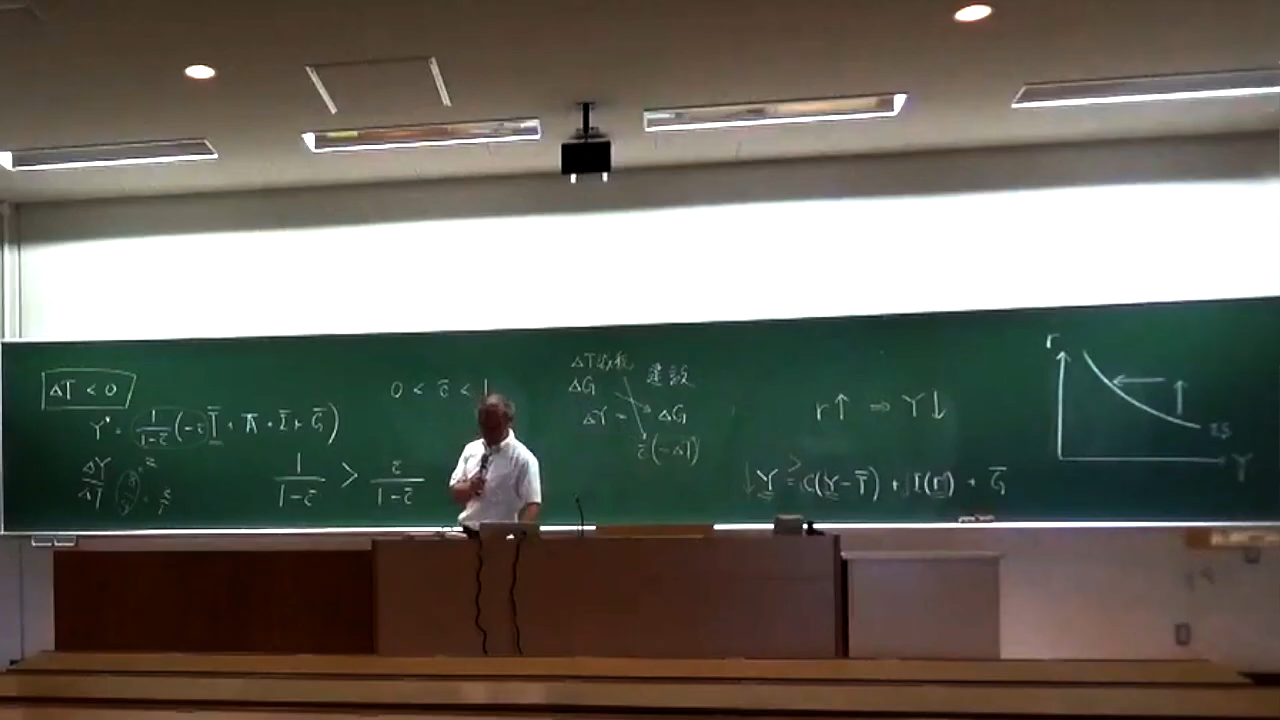 ΔT < 0
Y* = 1/(1-c̄) (-c̄T̄ + Ā + Ī + Ḡ)
ΔY/ΔT
0 < c̄ < 1
1/(1-c̄) > c̄/(1-c̄)
ΔT減税
ΔG 建設
ΔY = ΔG
c̄(-ΔT)
r↑ ⇒ Y↓
↓Y > = C(Y-T̄) + I(r) + Ḡ
r
IS
Y